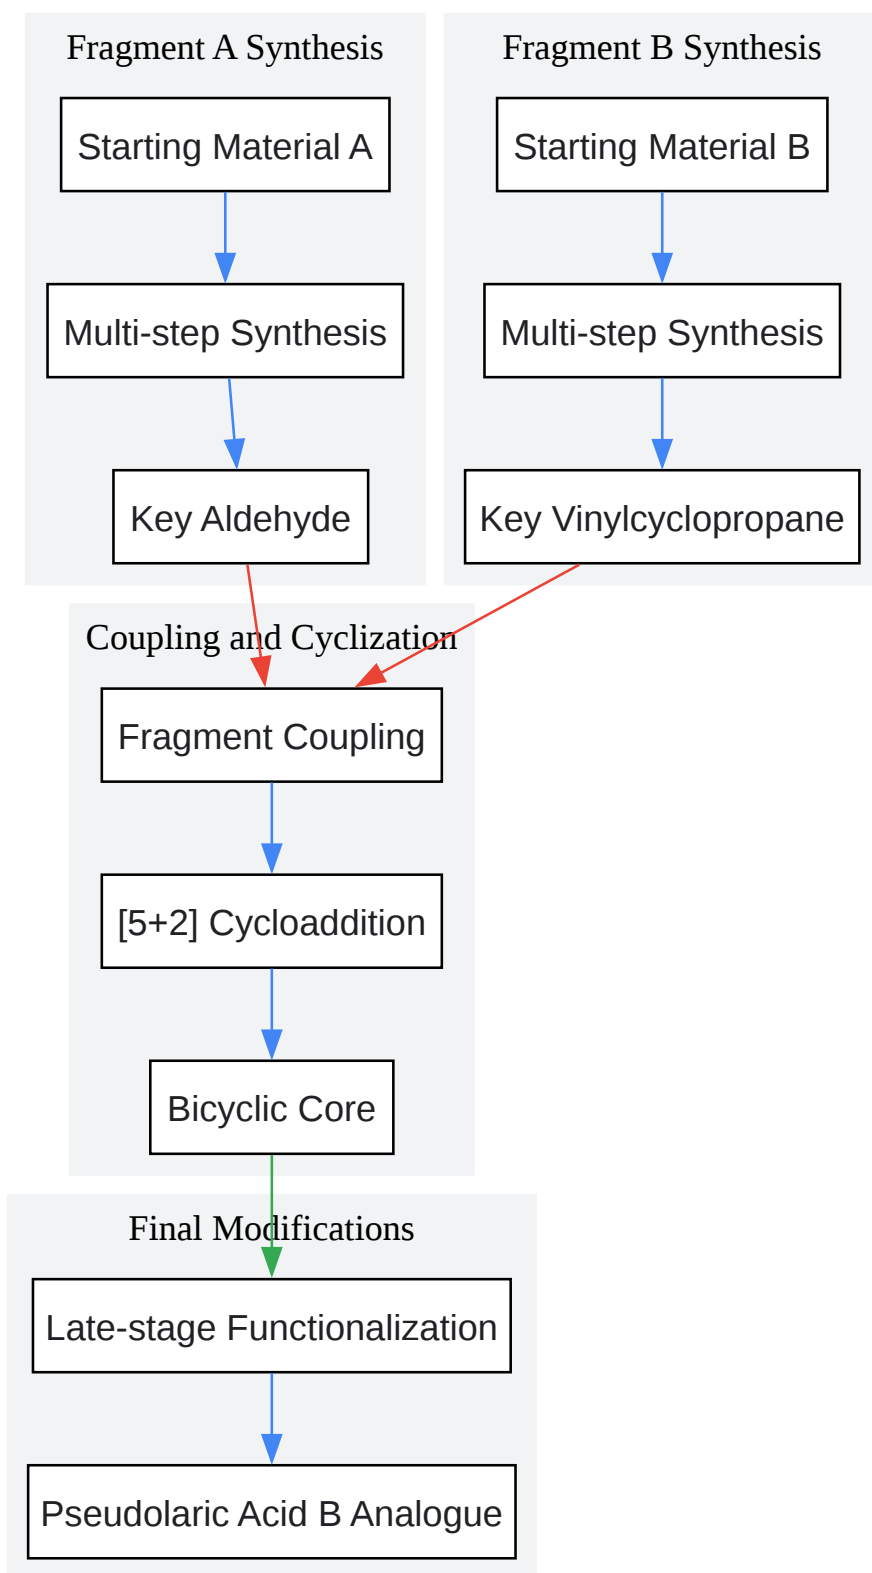 Fragment A Synthesis
Starting Material A
Multi-step Synthesis
Key Aldehyde
Fragment B Synthesis
Starting Material B
Multi-step Synthesis
Key Vinylcyclopropane
Coupling and Cyclization
Fragment Coupling
[5+2] Cycloaddition
Bicyclic Core
Final Modifications
Late-stage Functionalization
Pseudolaric Acid B Analogue